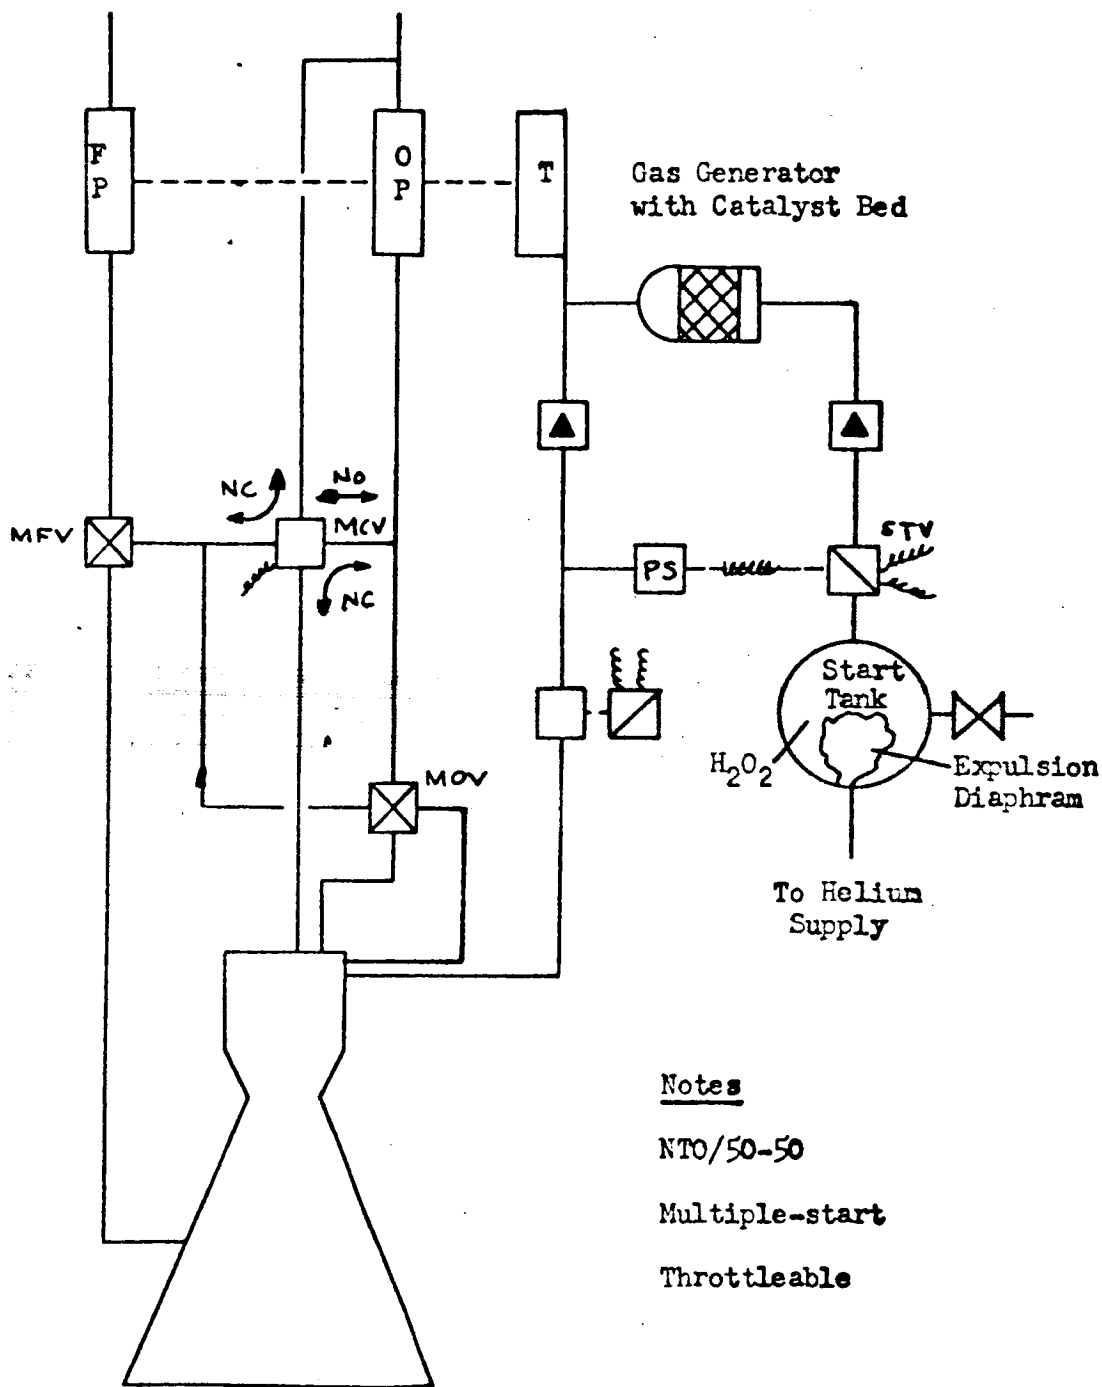 F
P
O
P
T
Gas Generator
with Catalyst Bed
NC
NO
MFV
MCV
NC
PS
STV
Start
Tank
H2O2
Expulsion
Diaphram
MOV
To Helium
Supply
Notes
NTO/50-50
Multiple-start
Throttleable